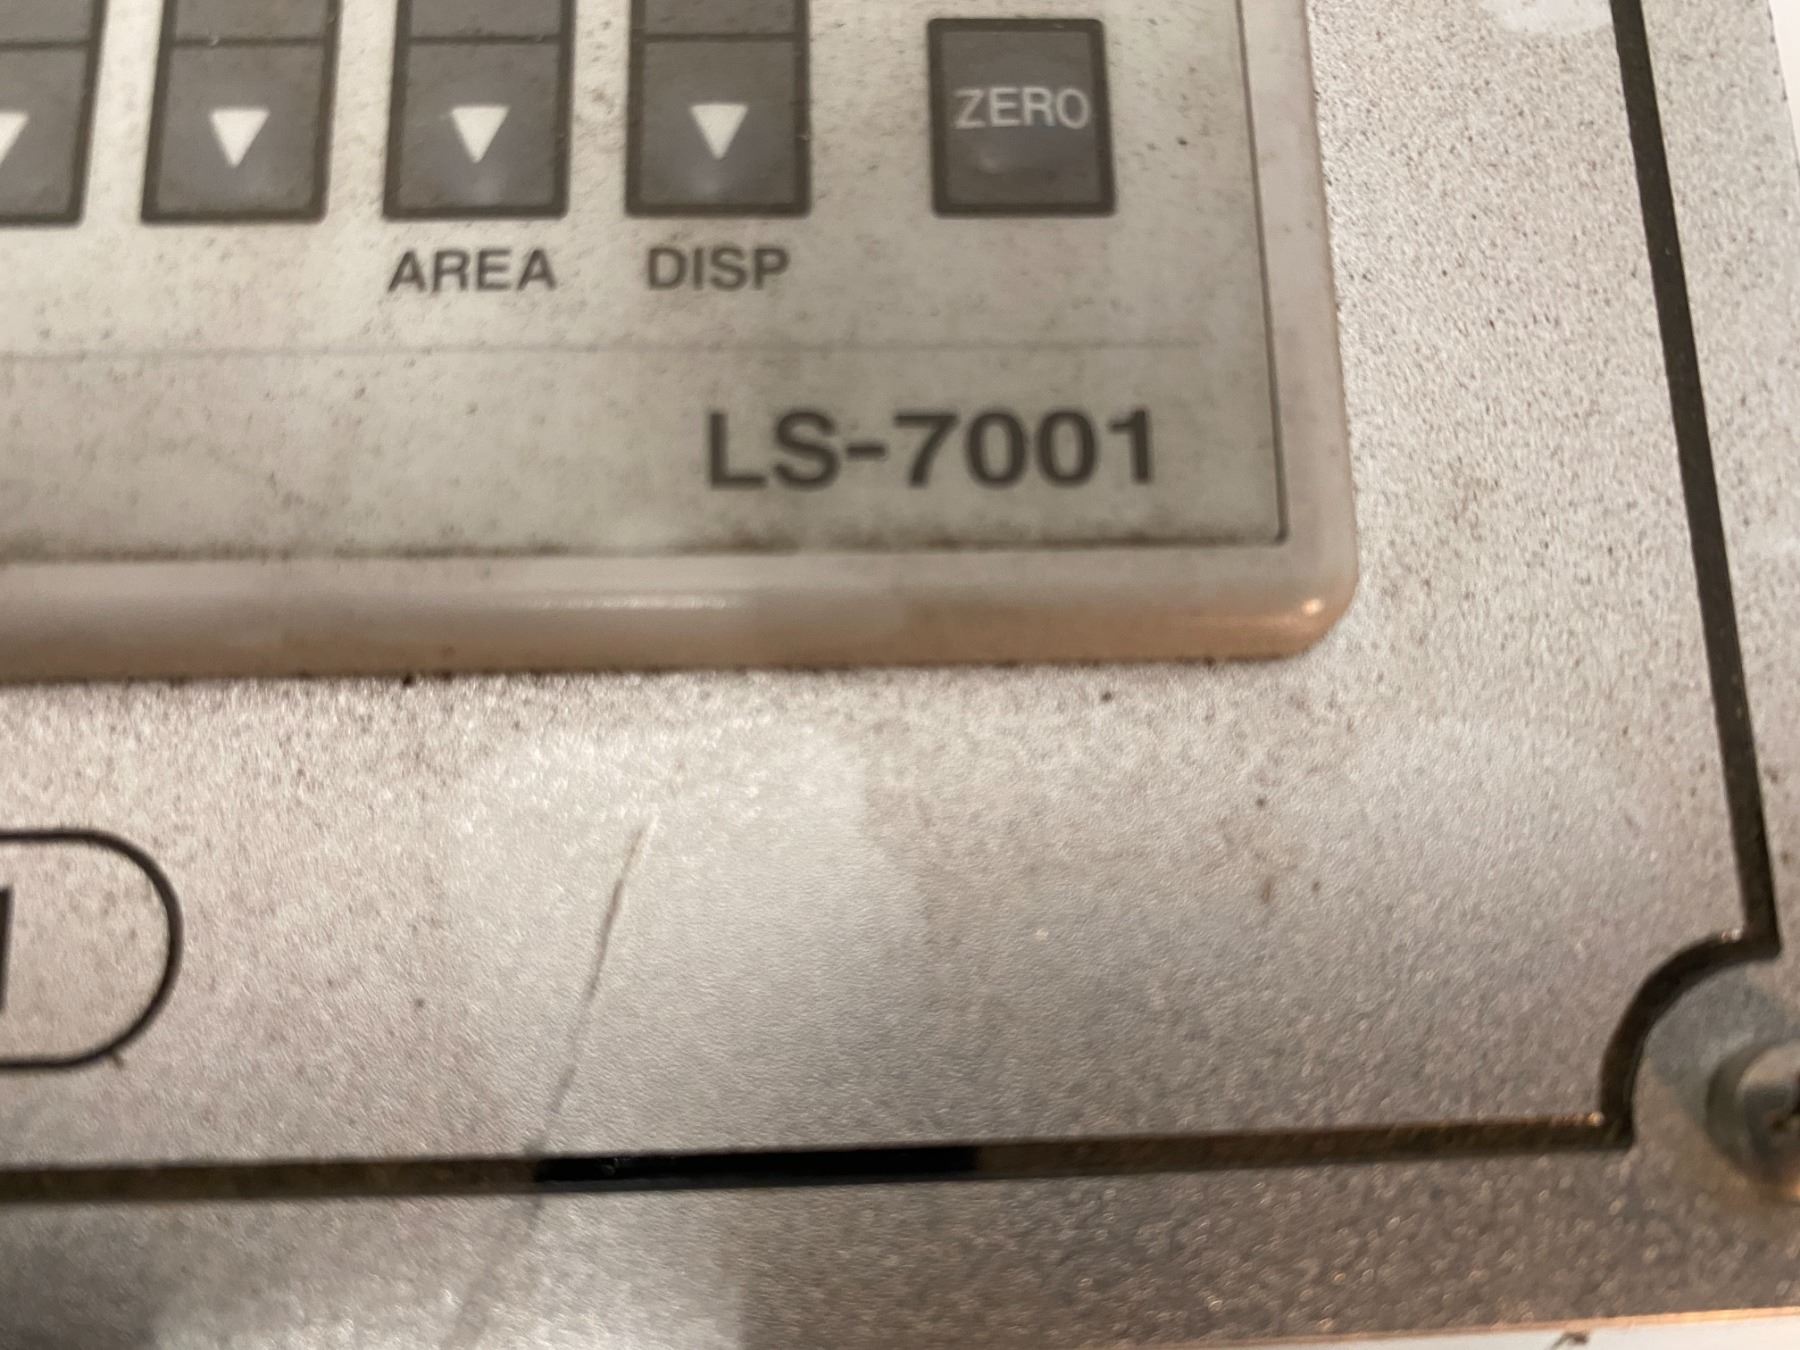 ZERO
AREA DISP
LS-7001